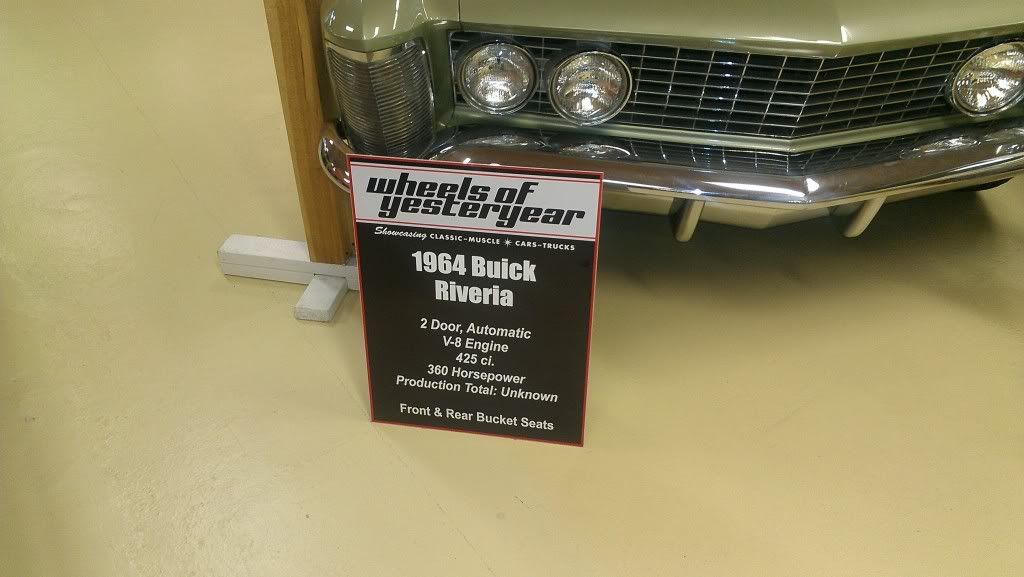 wheels of
yesteryear
Showcasing CLASSIC~MUSCLE ✷ CARS~TRUCKS
1964 Buick
Riveria
2 Door, Automatic
V-8 Engine
425 ci.
360 Horsepower
Production Total: Unknown
Front & Rear Bucket Seats